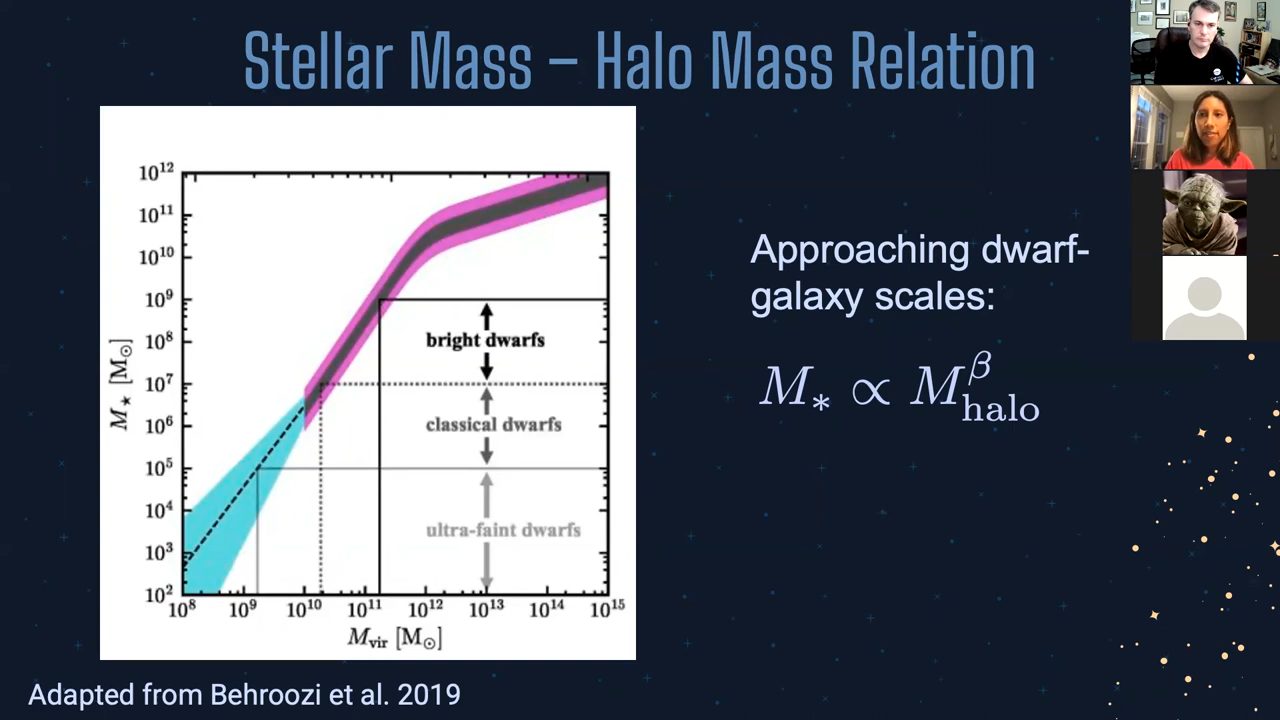 Stellar Mass – Halo Mass Relation
10¹²
10¹¹
10¹⁰
10⁹
10⁸
10⁷
10⁶
10⁵
10⁴
10³
10²
M⋆ [M⊙]
bright dwarfs
classical dwarfs
ultra-faint dwarfs
10⁸ 10⁹ 10¹⁰ 10¹¹ 10¹² 10¹³ 10¹⁴ 10¹⁵
Mvir [M⊙]
Approaching dwarf-
galaxy scales:
M∗ ∝ M^β_halo
Adapted from Behroozi et al. 2019